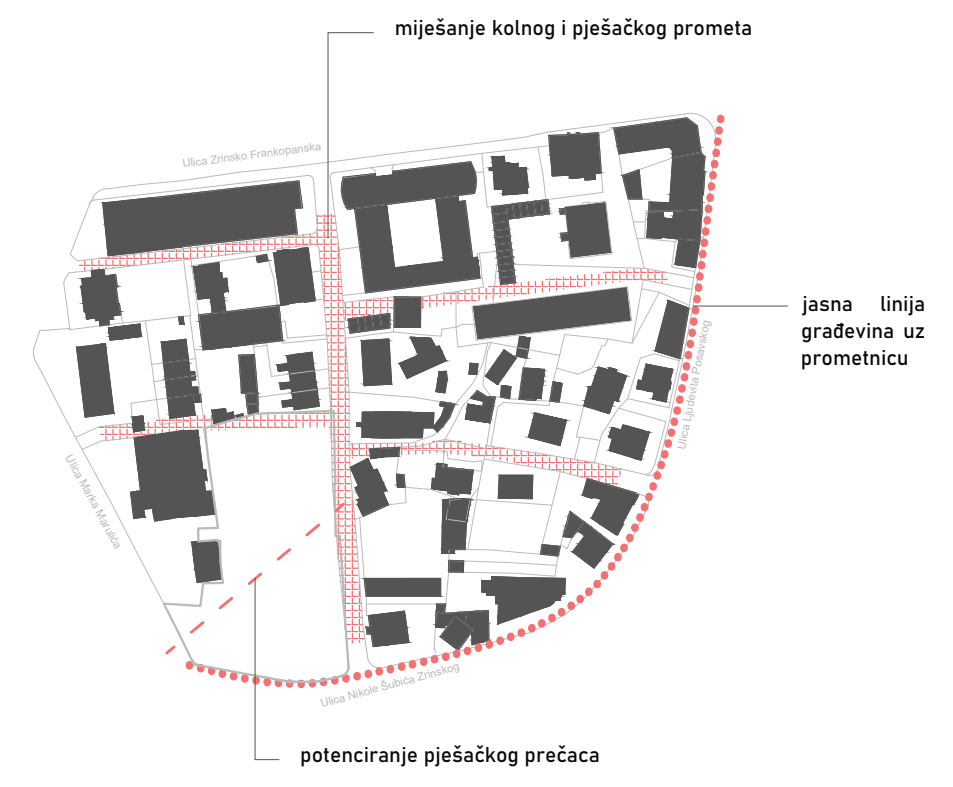 miješanje kolnog i pješačkog prometa
Ulica Zrinsko Frankopanska
jasna linija
građevina uz
prometnicu
Ulica Ljudevita Posavskog
Ulica Marka Marulića
Ulica Nikole Šubića Zrinskog
potenciranje pješačkog prečaca